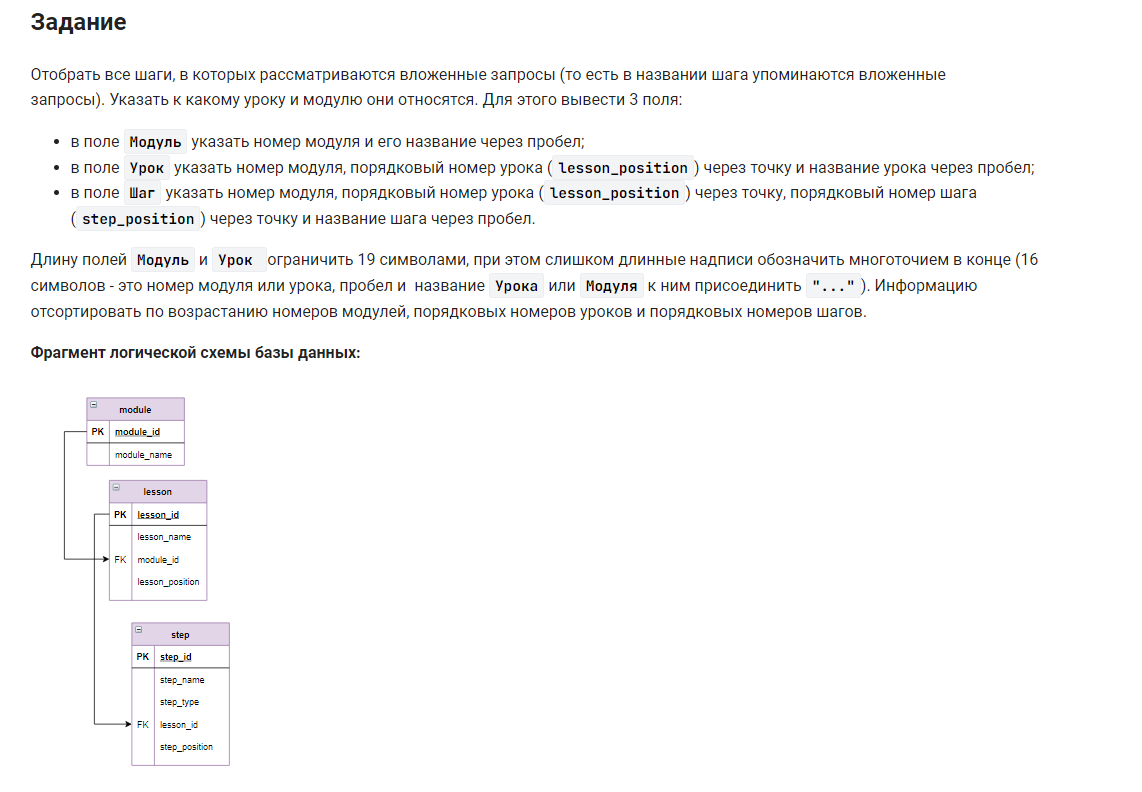 Задание
Отобрать все шаги, в которых рассматриваются вложенные запросы (то есть в названии шага упоминаются вложенные
запросы). Указать к какому уроку и модулю они относятся. Для этого вывести 3 поля:
в поле Модуль указать номер модуля и его название через пробел;
в поле Урок указать номер модуля, порядковый номер урока (lesson_position) через точку и название урока через пробел;
в поле Шаг указать номер модуля, порядковый номер урока (lesson_position) через точку, порядковый номер шага
(step_position) через точку и название шага через пробел.
Длину полей Модуль и Урок ограничить 19 символами, при этом слишком длинные надписи обозначить многоточием в конце (16
символов - это номер модуля или урока, пробел и название Урока или Модуля к ним присоединить "..."). Информацию
отсортировать по возрастанию номеров модулей, порядковых номеров уроков и порядковых номеров шагов.
Фрагмент логической схемы базы данных:
module
PK module_id
module_name
lesson
PK lesson_id
lesson_name
FK module_id
lesson_position
step
PK step_id
step_name
step_type
FK lesson_id
step_position